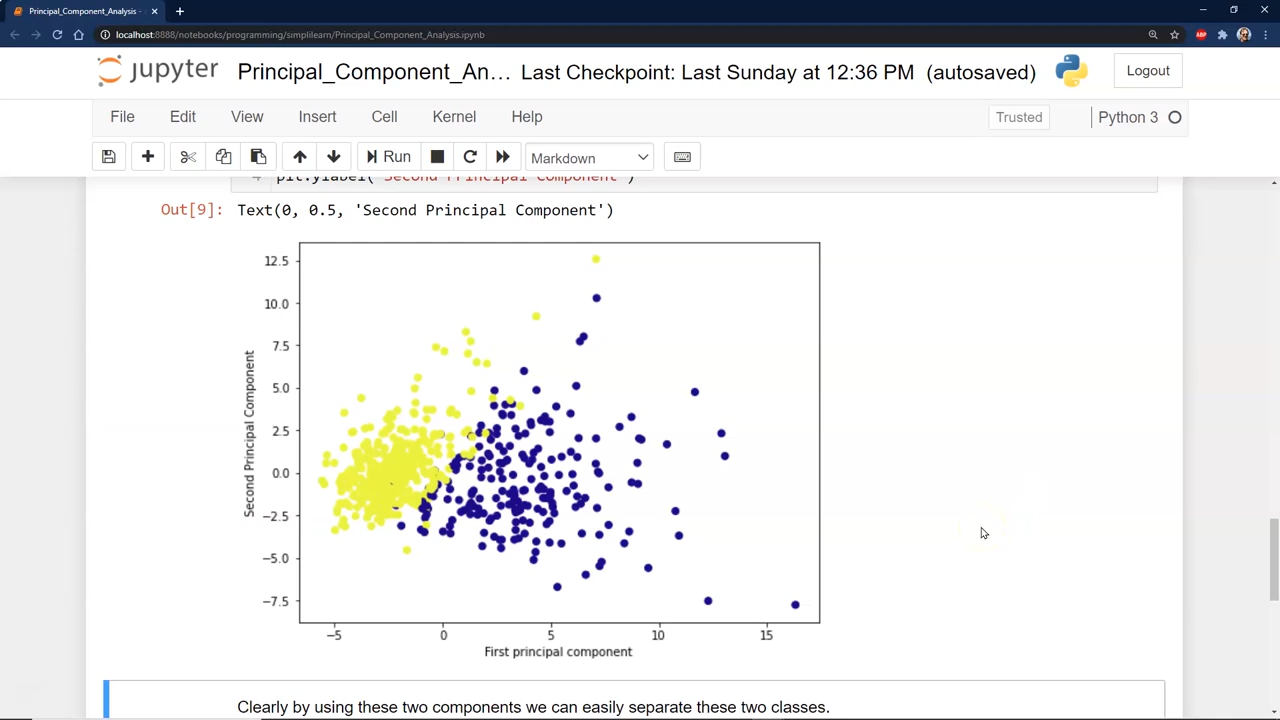 Principal_Component_Analysis -
localhost:8888/notebooks/programming/simplilearn/Principal_Component_Analysis.ipynb
ABP
jupyter Principal_Component_An... Last Checkpoint: Last Sunday at 12:36 PM (autosaved) Logout
File Edit View Insert Cell Kernel Help Trusted Python 3
Run Markdown
4 plt.ylabel('Second Principal Component')
Out[9]: Text(0, 0.5, 'Second Principal Component')
12.5
10.0
7.5
5.0
2.5
0.0
−2.5
−5.0
−7.5
Second Principal Component
−5 0 5 10 15
First principal component
Clearly by using these two components we can easily separate these two classes.